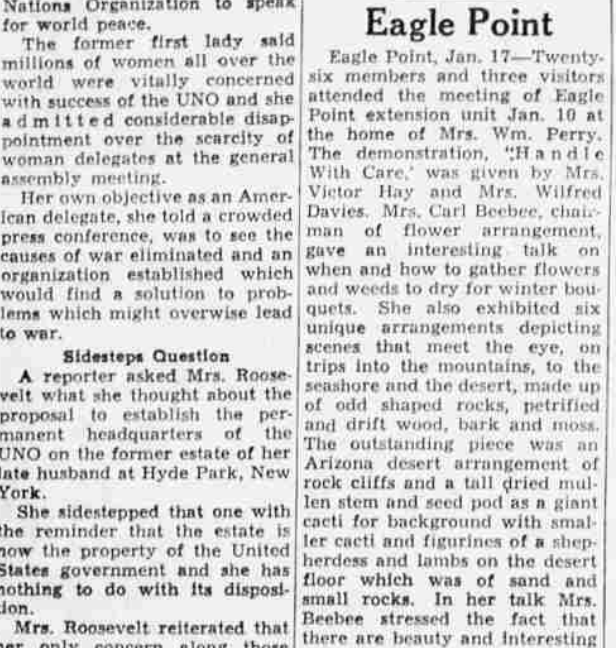 Nations Organization to speak
for world peace.
The former first lady said
millions of women all over the
world were vitally concerned
with success of the UNO and she
admitted considerable disap-
pointment over the scarcity of
woman delegates at the general
assembly meeting.
Her own objective as an Amer-
ican delegate, she told a crowded
press conference, was to see the
causes of war eliminated and an
organization established which
would find a solution to prob-
lems which might overwise lead
to war.
Sidesteps Question
A reporter asked Mrs. Roose-
velt what she thought about the
proposal to establish the per-
manent headquarters of the
UNO on the former estate of her
late husband at Hyde Park, New
York.
She sidestepped that one with
the reminder that the estate is
now the property of the United
States government and she has
nothing to do with its disposi-
tion.
Mrs. Roosevelt reiterated that
her only concern along those
Eagle Point
Eagle Point, Jan. 17—Twenty-
six members and three visitors
attended the meeting of Eagle
Point extension unit Jan. 10 at
the home of Mrs. Wm. Perry.
The demonstration, "Handle
With Care,' was given by Mrs.
Victor Hay and Mrs. Wilfred
Davies. Mrs. Carl Beebee, chair-
man of flower arrangement,
gave an interesting talk on
when and how to gather flowers
and weeds to dry for winter bou-
quets. She also exhibited six
unique arrangements depicting
scenes that meet the eye, on
trips into the mountains, to the
seashore and the desert, made up
of odd shaped rocks, petrified
and drift wood, bark and moss.
The outstanding piece was an
Arizona desert arrangement of
rock cliffs and a tall dried mul-
len stem and seed pod as a giant
cacti for background with smal-
ler cacti and figurines of a shep-
herdess and lambs on the desert
floor which was of sand and
small rocks. In her talk Mrs.
Beebee stressed the fact that
there are beauty and interesting